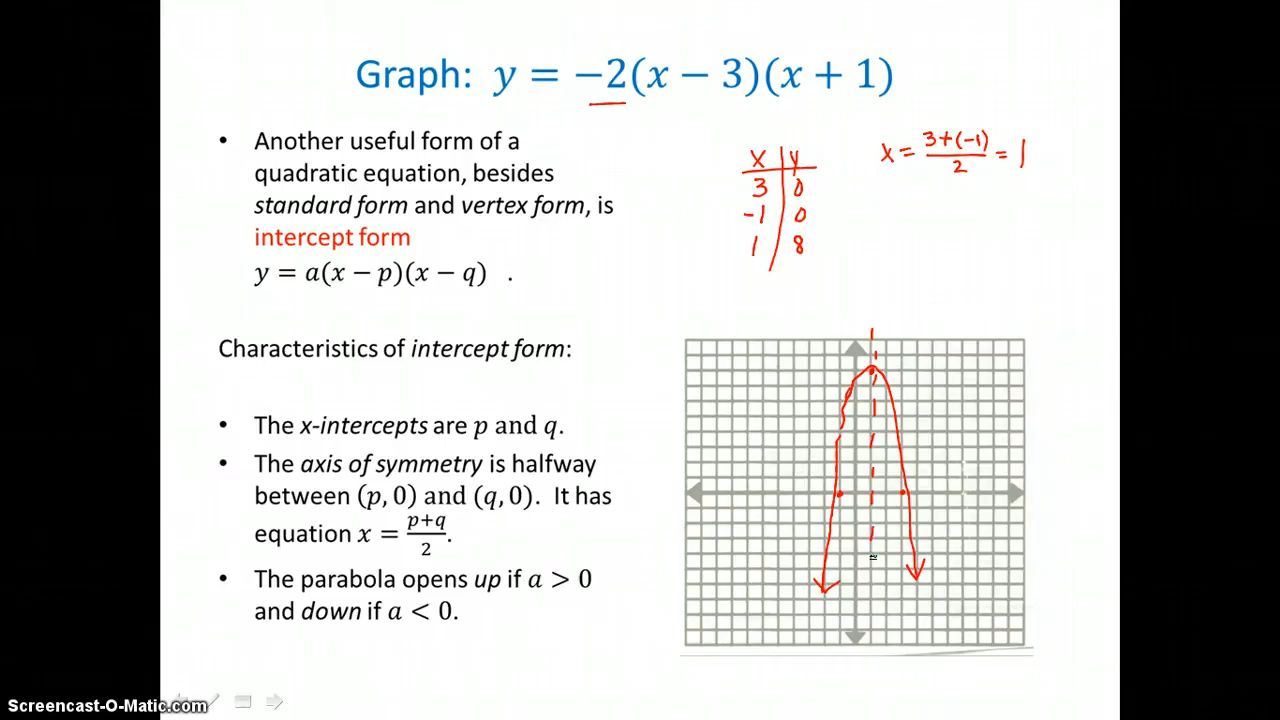 Graph: y = −2(x − 3)(x + 1)
• Another useful form of a
quadratic equation, besides
standard form and vertex form, is
intercept form
y = a(x − p)(x − q) .
x y
3 0
-1 0
1 8
x = 3+(-1)/2 = 1
Characteristics of intercept form:
• The x-intercepts are p and q.
• The axis of symmetry is halfway
between (p, 0) and (q, 0). It has
equation x = p+q/2.
• The parabola opens up if a > 0
and down if a < 0.
Screencast-O-Matic.com